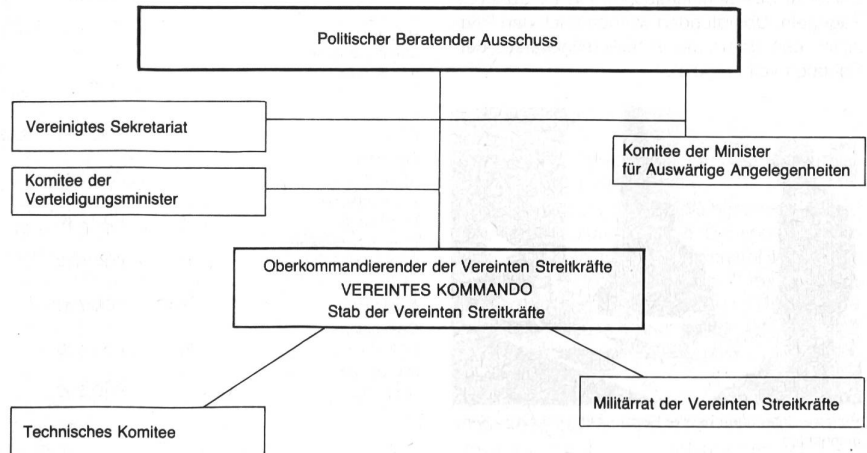 Politischer Beratender Ausschuss
Vereinigtes Sekretariat
Komitee der Minister
für Auswärtige Angelegenheiten
Komitee der
Verteidigungsminister
Oberkommandierender der Vereinten Streitkräfte
VEREINTES KOMMANDO
Stab der Vereinten Streitkräfte
Militärrat der Vereinten Streitkräfte
Technisches Komitee